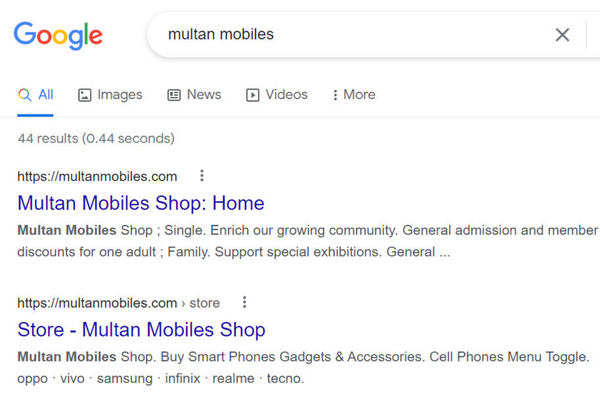 Google
multan mobiles
All Images News Videos More
44 results (0.44 seconds)
https://multanmobiles.com
Multan Mobiles Shop: Home
Multan Mobiles Shop ; Single. Enrich our growing community. General admission and member
discounts for one adult ; Family. Support special exhibitions. General ...
https://multanmobiles.com › store
Store - Multan Mobiles Shop
Multan Mobiles Shop. Buy Smart Phones Gadgets & Accessories. Cell Phones Menu Toggle.
oppo · vivo · samsung · infinix · realme · tecno.